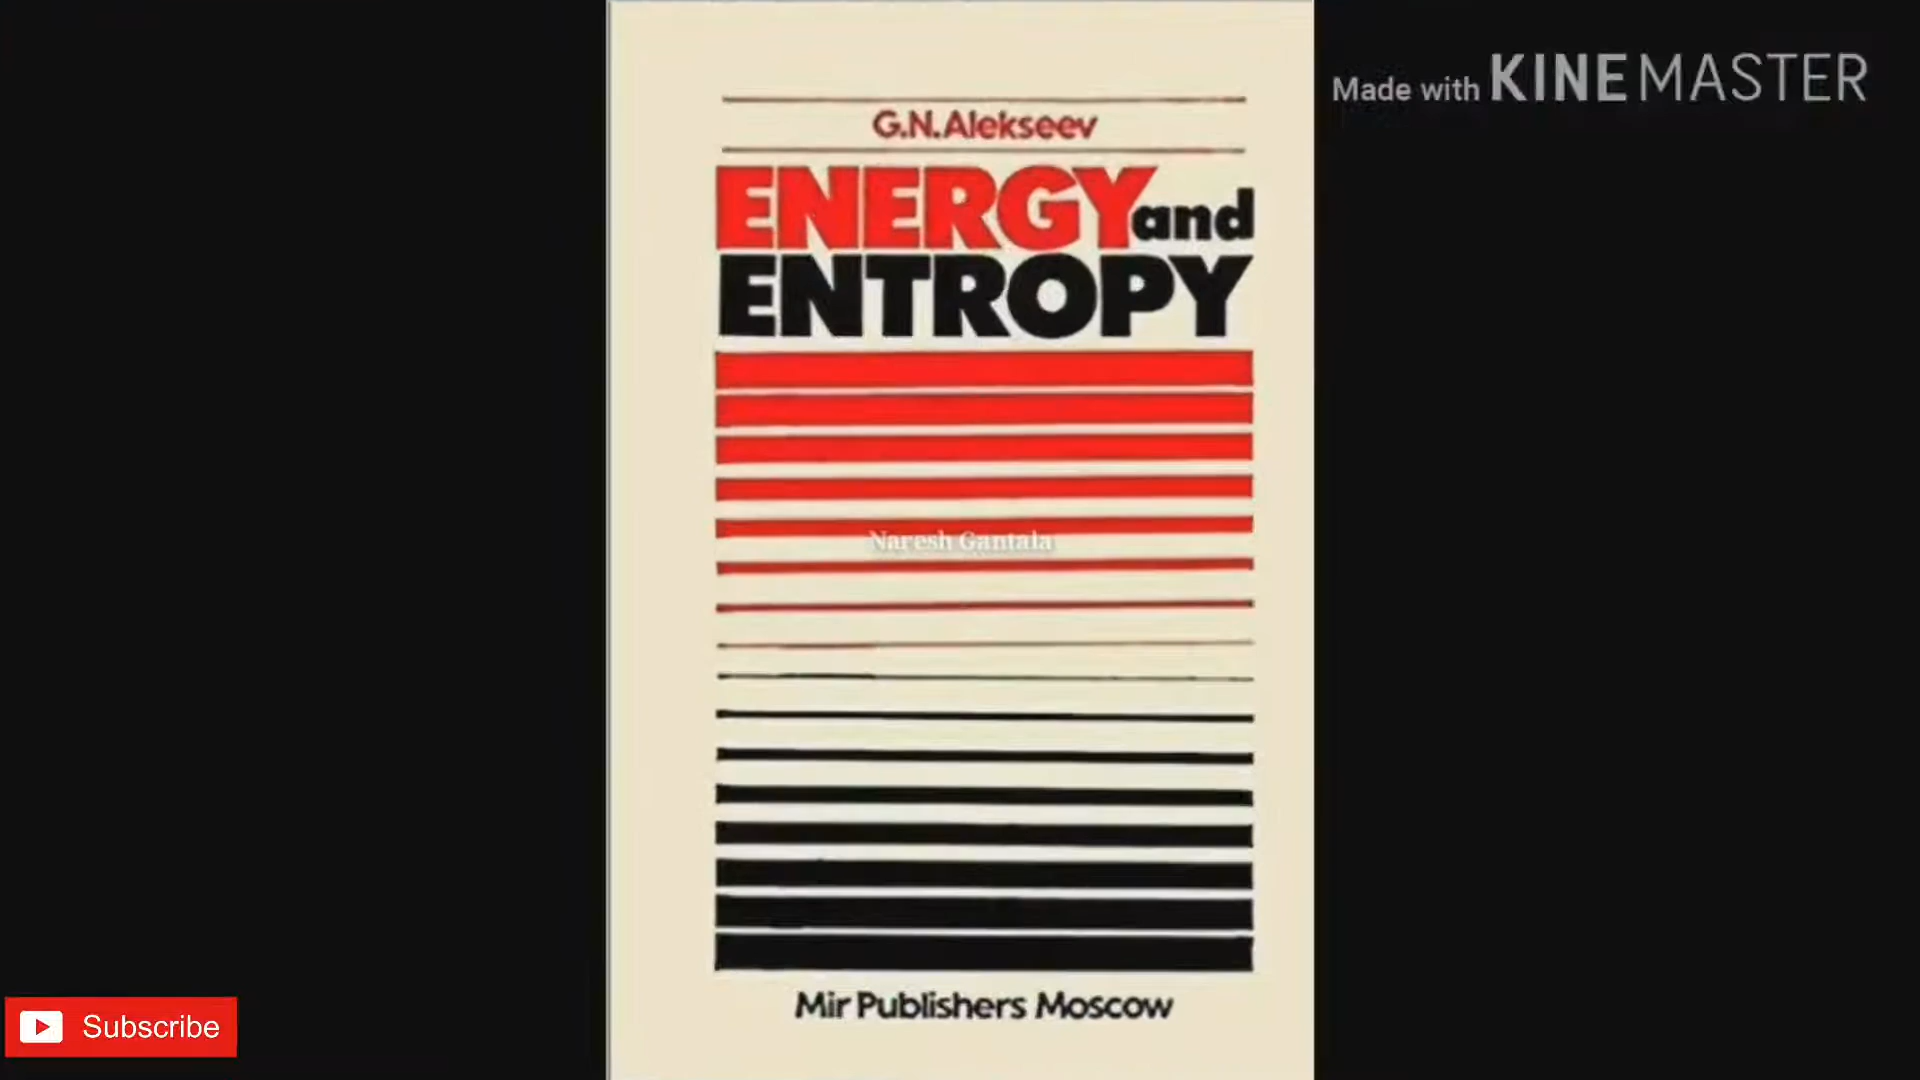 Made with KINEMASTER
G.N.Alekseev
ENERGY and
ENTROPY
Naresh Gantala
Mir Publishers Moscow
Subscribe